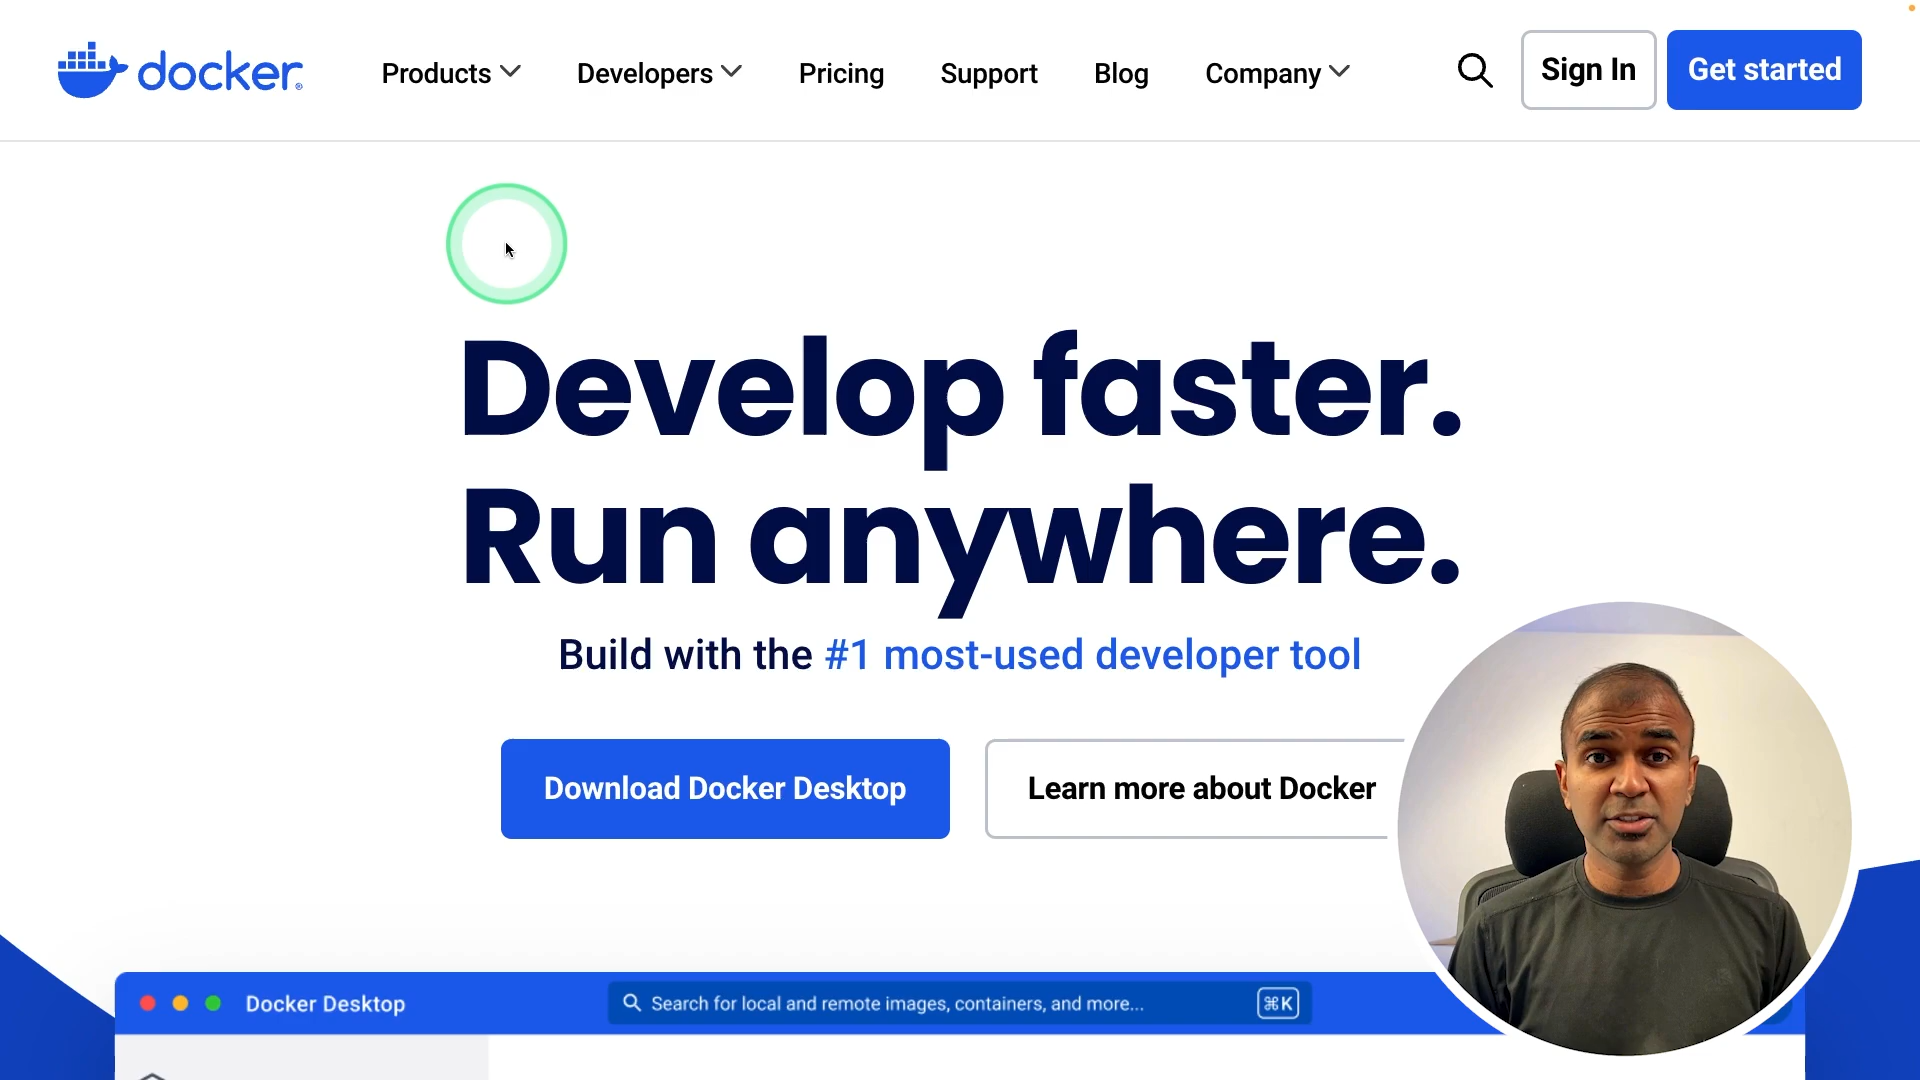 docker®
Products
Developers
Pricing
Support
Blog
Company
Sign In
Get started
Develop faster.
Run anywhere.
Build with the #1 most-used developer tool
Download Docker Desktop
Learn more about Docker
Docker Desktop
Search for local and remote images, containers, and more...
⌘K